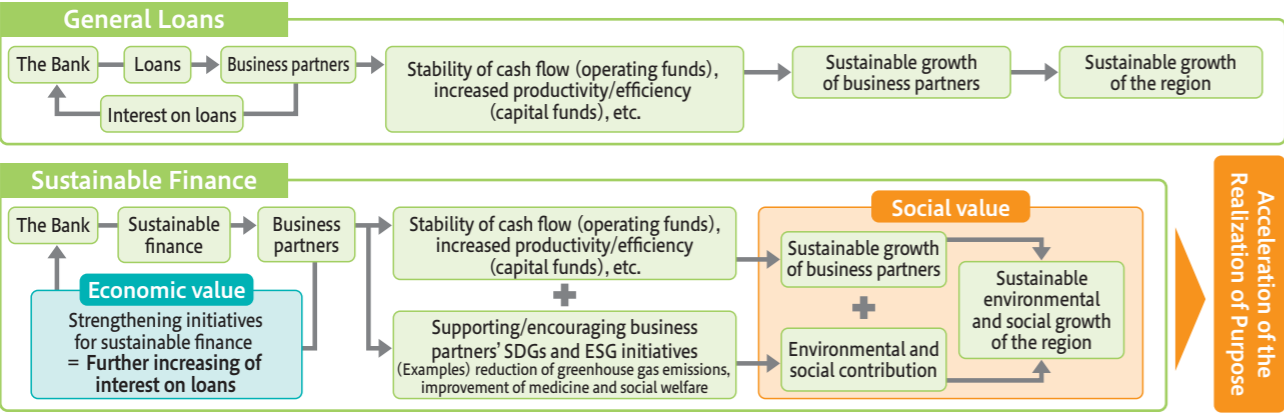 General Loans
The Bank
Loans
Business partners
Interest on loans
Stability of cash flow (operating funds),
increased productivity/efficiency
(capital funds), etc.
Sustainable growth
of business partners
Sustainable growth
of the region
Sustainable Finance
The Bank
Sustainable
finance
Business
partners
Economic value
Strengthening initiatives
for sustainable finance
= Further increasing of
interest on loans
Stability of cash flow (operating funds),
increased productivity/efficiency
(capital funds), etc.
+
Supporting/encouraging business
partners' SDGs and ESG initiatives
(Examples) reduction of greenhouse gas emissions,
improvement of medicine and social welfare
Social value
Sustainable growth
of business partners
+
Environmental and
social contribution
Sustainable
environmental
and social growth
of the region
Acceleration of the
Realization of Purpose